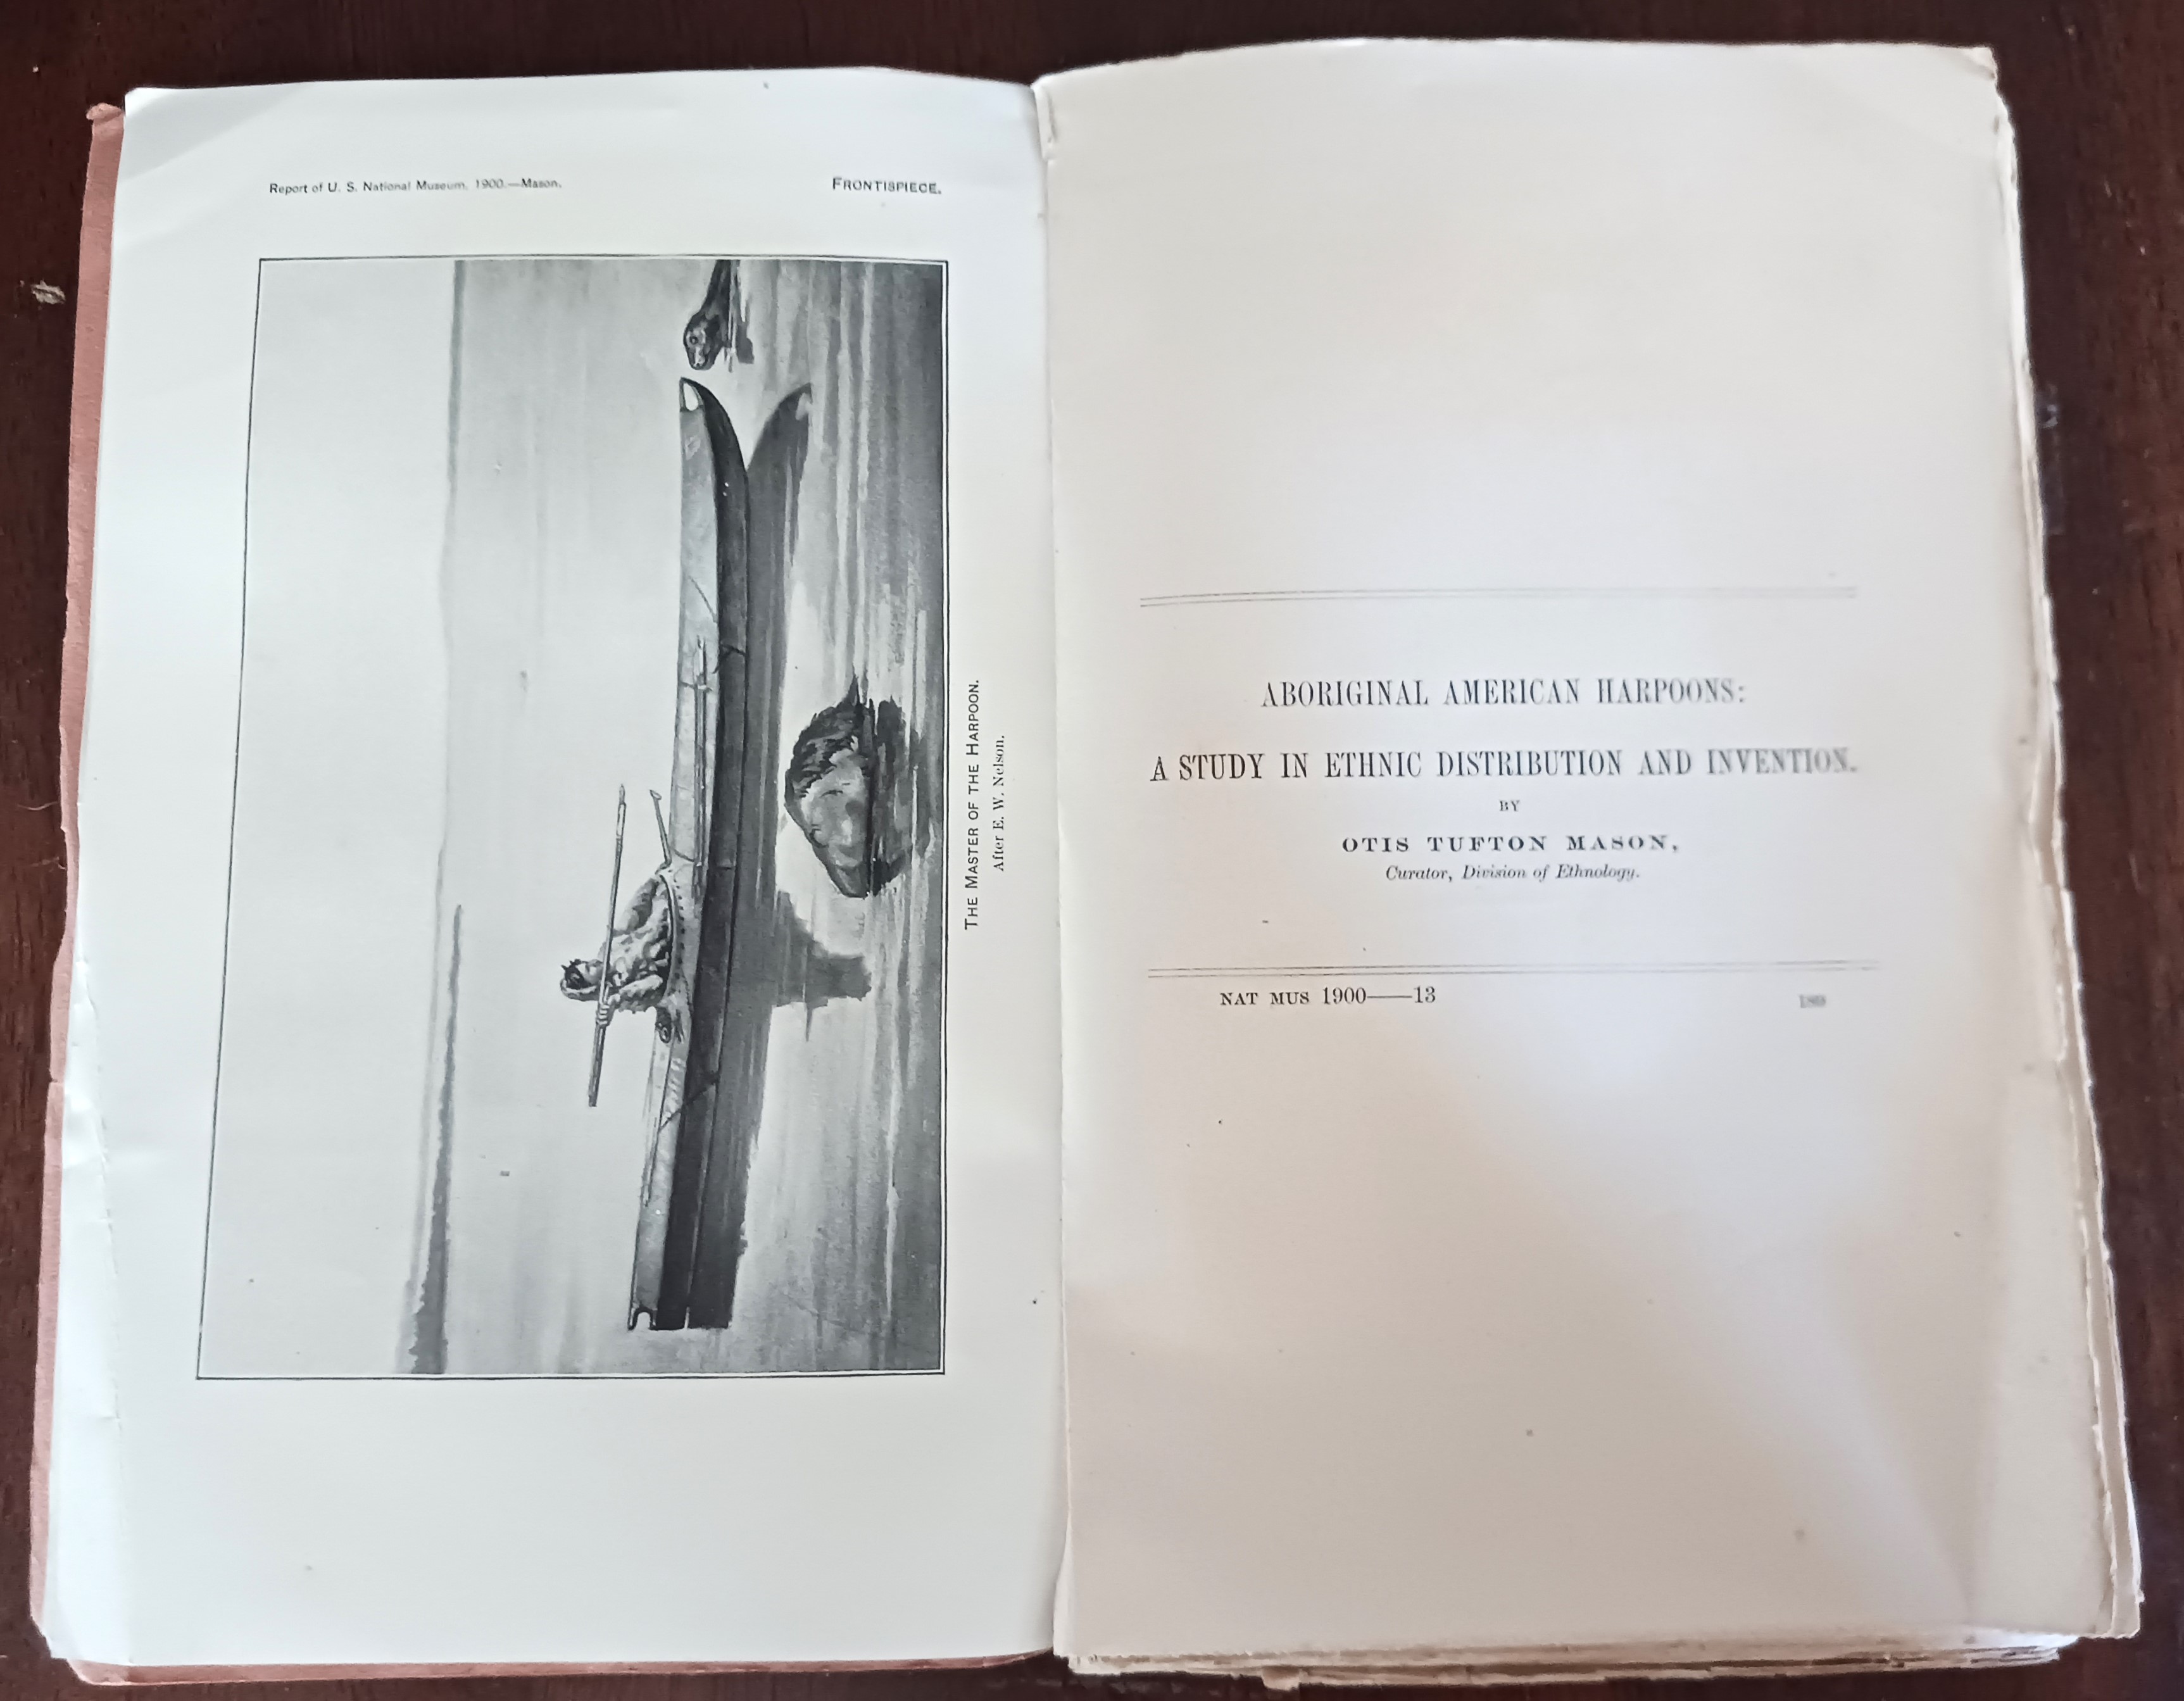 Report of U. S. National Museum, 1900.—Mason.
FRONTISPIECE.
THE MASTER OF THE HARPOON.
After E. W. Nelson.
ABORIGINAL AMERICAN HARPOONS:
A STUDY IN ETHNIC DISTRIBUTION AND INVENTION.
BY
OTIS TUFTON MASON,
Curator, Division of Ethnology.
NAT MUS 1900——13